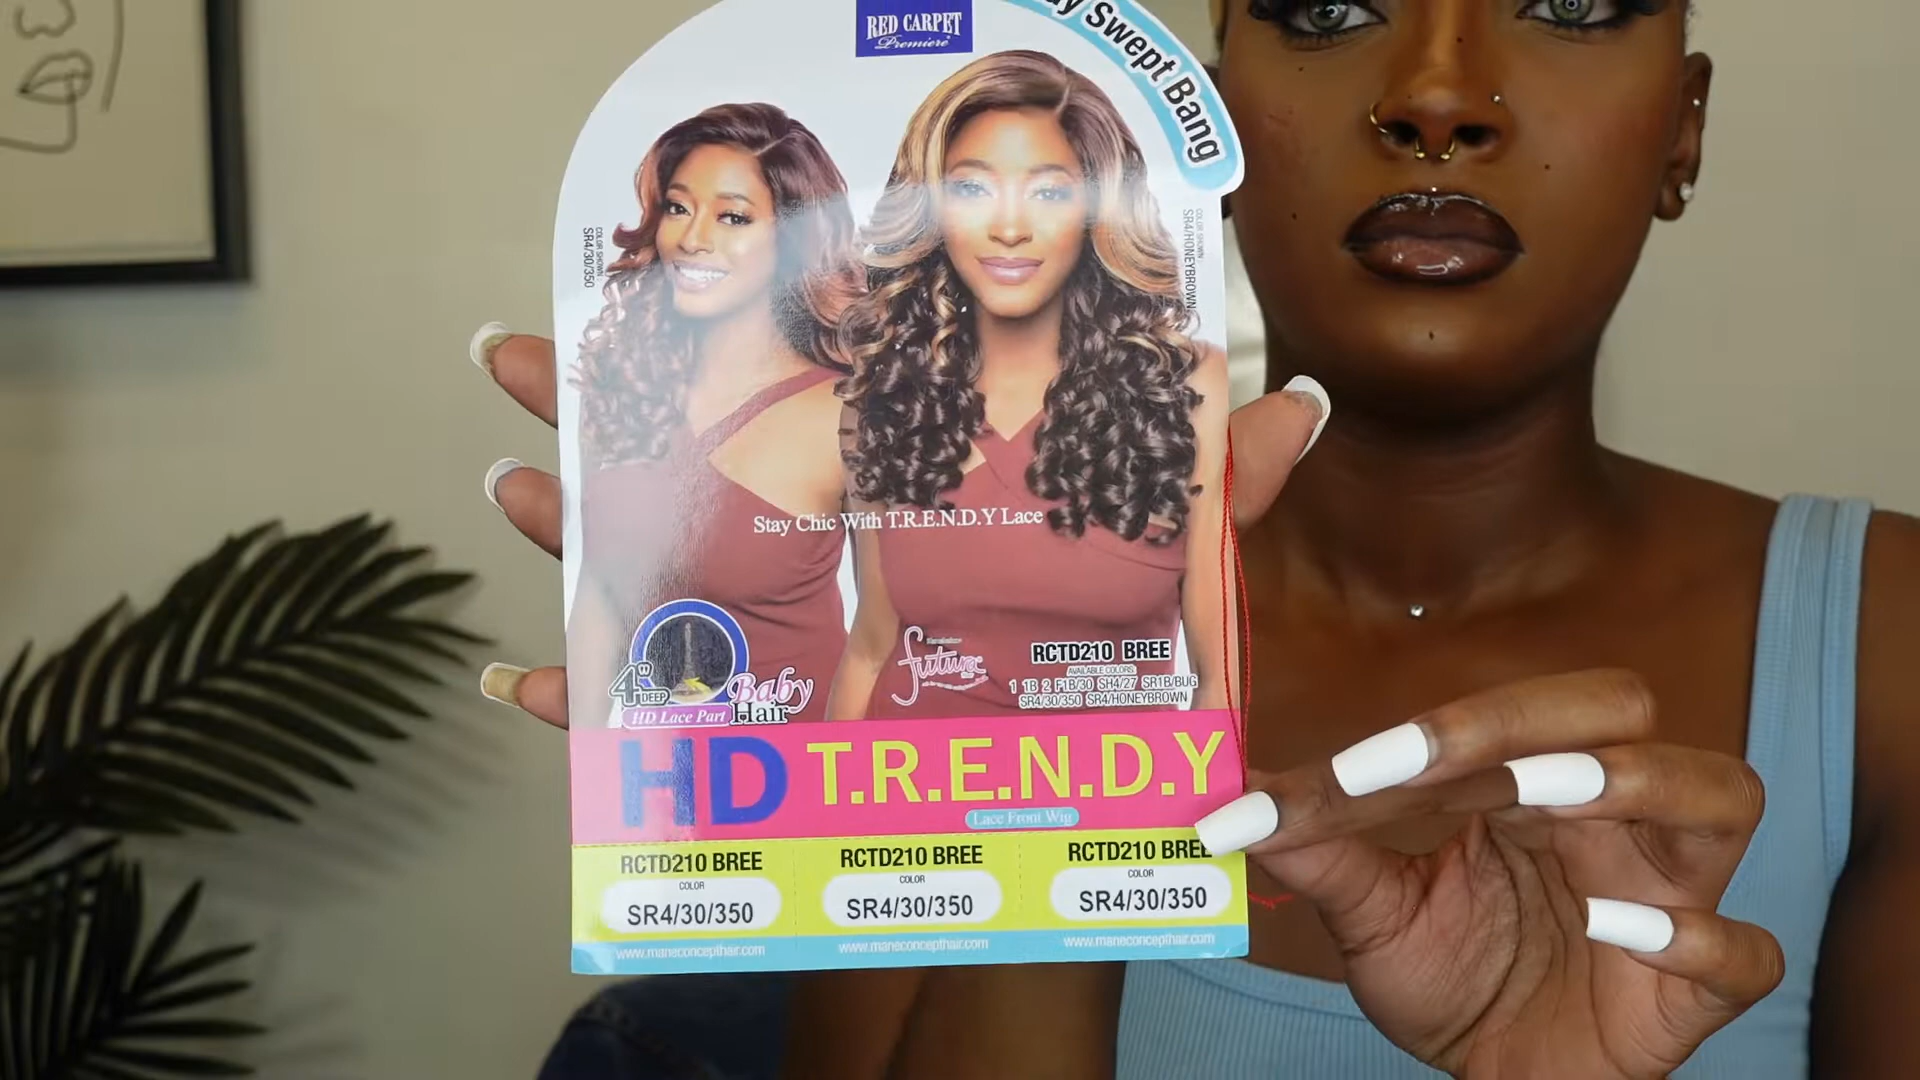 RED CARPET
Premiere
Swept Bang
COLOR SHOWN
SR4/30/350
COLOR SHOWN
SR4/HONEYBROWN
Stay Chic With T.R.E.N.D.Y Lace
4"
DEEP
HD Lace Part
Baby
Hair
futura
RCTD210 BREE
AVAILABLE COLORS
1 1B 2 F1B/30 SH4/27 SR1B/BUG
SR4/30/350 SR4/HONEYBROWN
HD T.R.E.N.D.Y
Lace Front Wig
RCTD210 BREE
COLOR
SR4/30/350
www.maneconcepthair.com
RCTD210 BREE
COLOR
SR4/30/350
www.maneconcepthair.com
RCTD210 BREE
COLOR
SR4/30/350
www.maneconcepthair.com